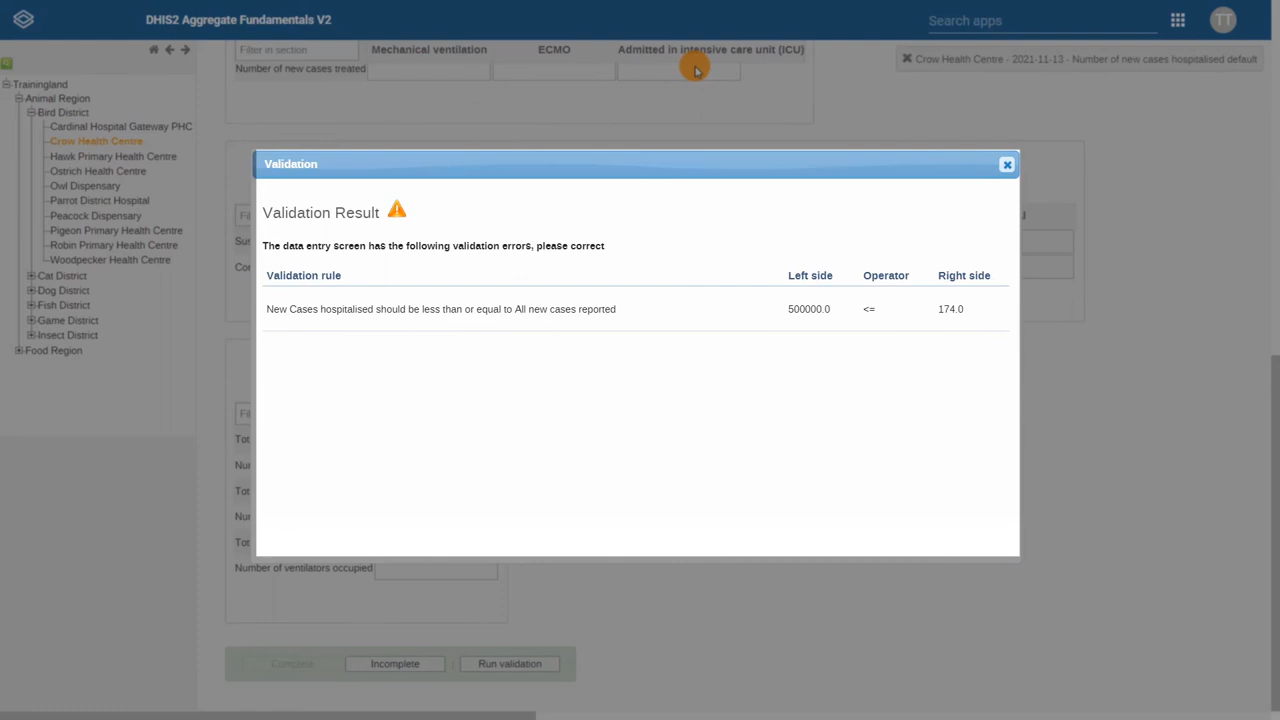 DHIS2 Aggregate Fundamentals V2
Search apps
TT
Filter in section
Mechanical ventilation
ECMO
Admitted in intensive care unit (ICU)
Number of new cases treated
Crow Health Centre - 2021-11-13 - Number of new cases hospitalised default
Trainingland
Animal Region
Bird District
Cardinal Hospital Gateway PHC
Crow Health Centre
Hawk Primary Health Centre
Ostrich Health Centre
Owl Dispensary
Parrot District Hospital
Peacock Dispensary
Pigeon Primary Health Centre
Robin Primary Health Centre
Woodpecker Health Centre
Cat District
Dog District
Fish District
Game District
Insect District
Food Region
Validation
Validation Result
The data entry screen has the following validation errors, please correct
Validation rule Left side Operator Right side
New Cases hospitalised should be less than or equal to All new cases reported 500000.0 <= 174.0
Number of ventilators occupied
Complete
Incomplete
Run validation